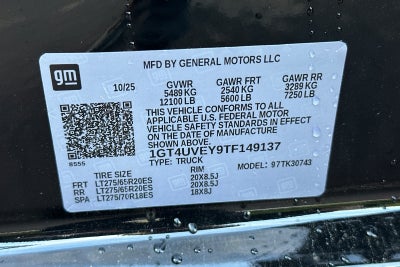 gm
MFD BY GENERAL MOTORS LLC
10/25 GVWR GAWR FRT GAWR RR
5489 KG 2540 KG 3289 KG
12100 LB 5600 LB 7250 LB
THIS VEHICLE CONFORMS TO ALL
APPLICABLE U.S. FEDERAL MOTOR
VEHICLE SAFETY STANDARDS IN EFFECT ON
THE DATE OF MANUFACTURE SHOWN ABOVE.
1GT4UVEY9TF149137
TYPE: TRUCK MODEL: 97TK30743
8555
TIRE SIZE RIM
FRT LT275/65R20ES 20X8.5J
RR LT275/65R20ES 20X8.5J
SPA LT275/70R18ES 18X8J